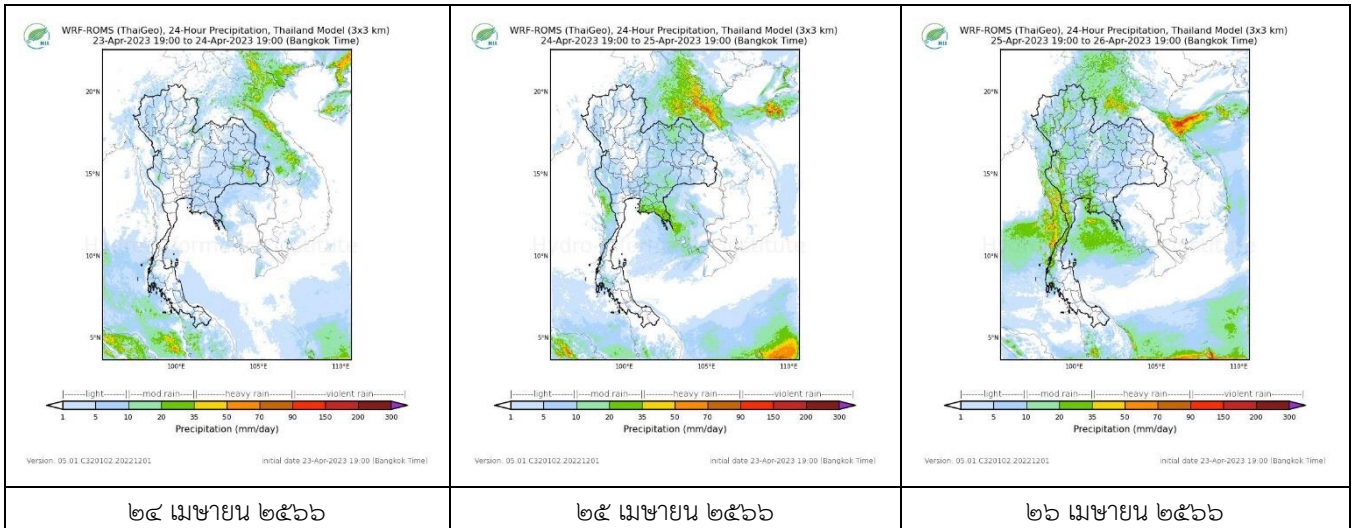 WRF-ROMS (ThaiGeo), 24-Hour Precipitation, Thailand Model (3x3 km)
23-Apr-2023 19:00 to 24-Apr-2023 19:00 (Bangkok Time)
20°N
15°N
10°N
5°N
100°E 105°E 110°E
light mod rain heavy rain violent rain
1 5 10 20 35 50 70 90 150 200 300
Precipitation (mm/day)
Version: 05.01.C320102.20221201 initial date 23-Apr-2023 19:00 (Bangkok Time)
๒๔ เมษายน ๒๕๖๖
WRF-ROMS (ThaiGeo), 24-Hour Precipitation, Thailand Model (3x3 km)
24-Apr-2023 19:00 to 25-Apr-2023 19:00 (Bangkok Time)
20°N
15°N
10°N
5°N
100°E 105°E 110°E
light mod rain heavy rain violent rain
1 5 10 20 35 50 70 90 150 200 300
Precipitation (mm/day)
Version: 05.01.C320102.20221201 initial date 23-Apr-2023 19:00 (Bangkok Time)
๒๕ เมษายน ๒๕๖๖
WRF-ROMS (ThaiGeo), 24-Hour Precipitation, Thailand Model (3x3 km)
25-Apr-2023 19:00 to 26-Apr-2023 19:00 (Bangkok Time)
20°N
15°N
10°N
5°N
100°E 105°E 110°E
light mod rain heavy rain violent rain
1 5 10 20 35 50 70 90 150 200 300
Precipitation (mm/day)
Version: 05.01.C320102.20221201 initial date 23-Apr-2023 19:00 (Bangkok Time)
๒๖ เมษายน ๒๕๖๖